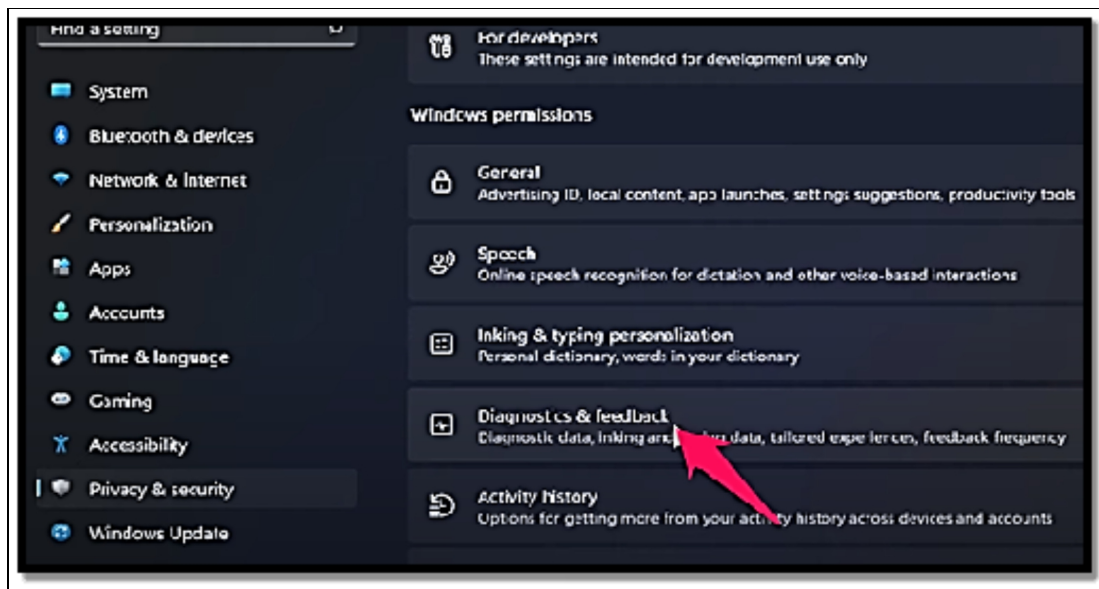 Find a setting
System
Bluetooth & devices
Network & Internet
Personalization
Apps
Accounts
Time & language
Gaming
Accessibility
Privacy & security
Windows Update
For developers
These settings are intended for development use only
Windows permissions
General
Advertising ID, local content, app launches, settings suggestions, productivity tools
Speech
Online speech recognition for dictation and other voice-based interactions
Inking & typing personalization
Personal dictionary, words in your dictionary
Diagnostics & feedback
Diagnostic data, inking and data, tailored experiences, feedback frequency
Activity history
Options for getting more from your activity history across devices and accounts